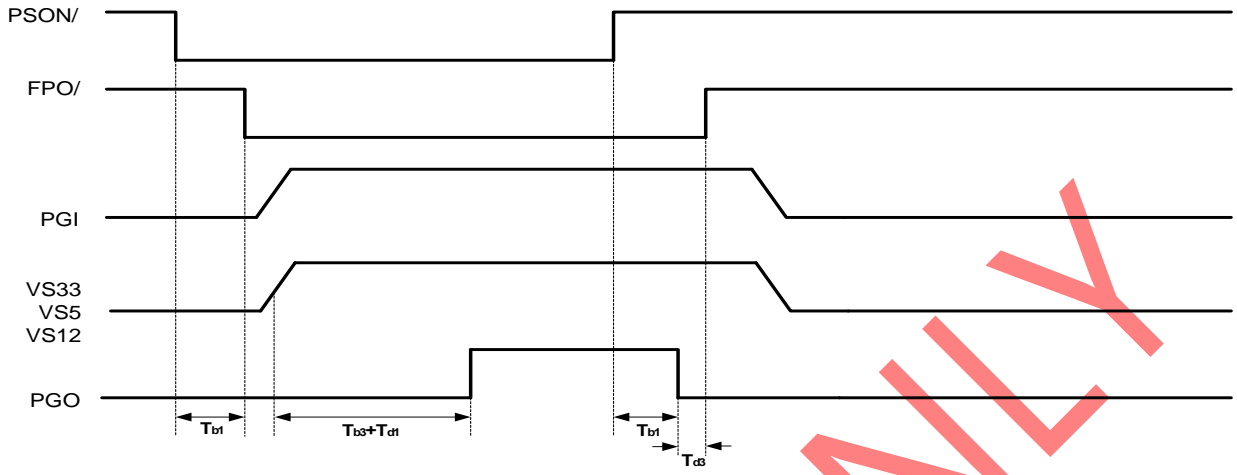 PSON/
FPO/
PGI
VS33
VS5
VS12
PGO
Tb1
Tb3+Td1
Tb1
Td3
NLY